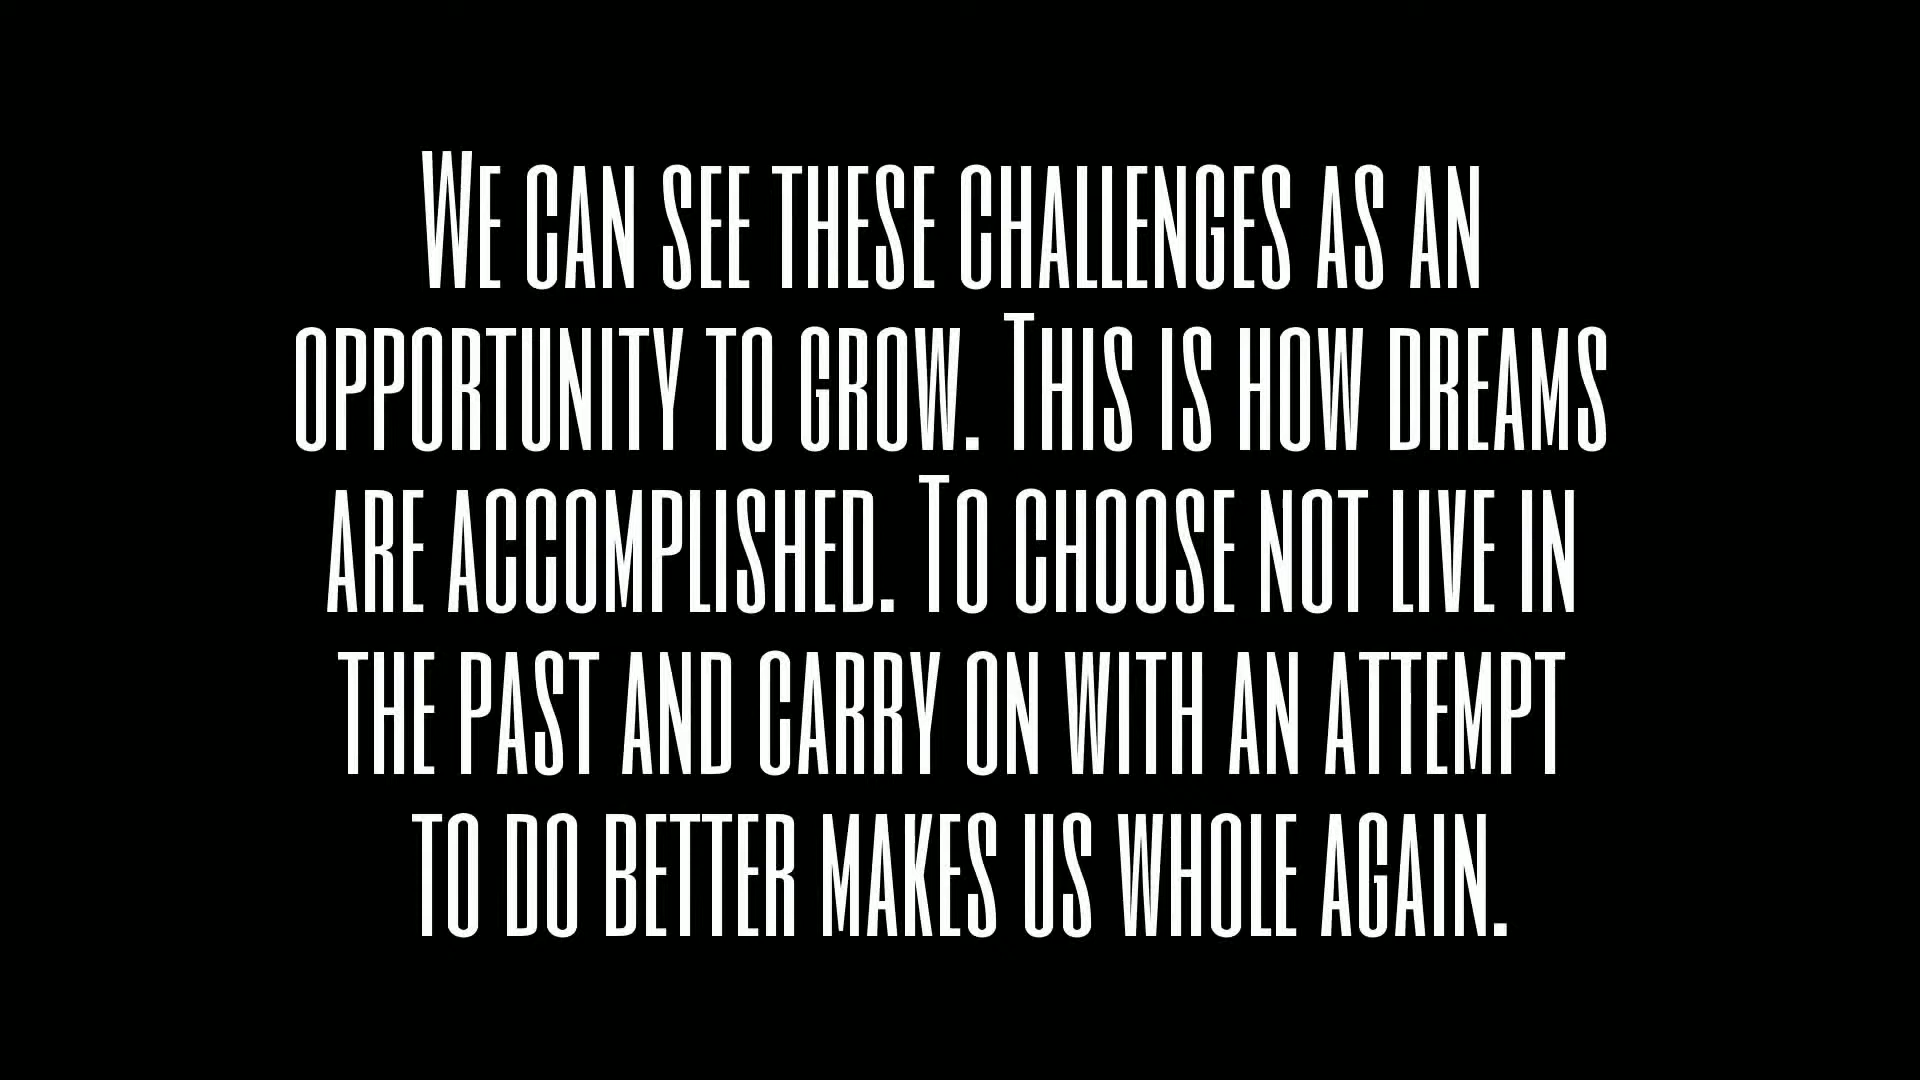 We can see these challenges as an
opportunity to grow. This is how dreams
are accomplished. To choose not live in
the past and carry on with an attempt
to do better makes us whole again.